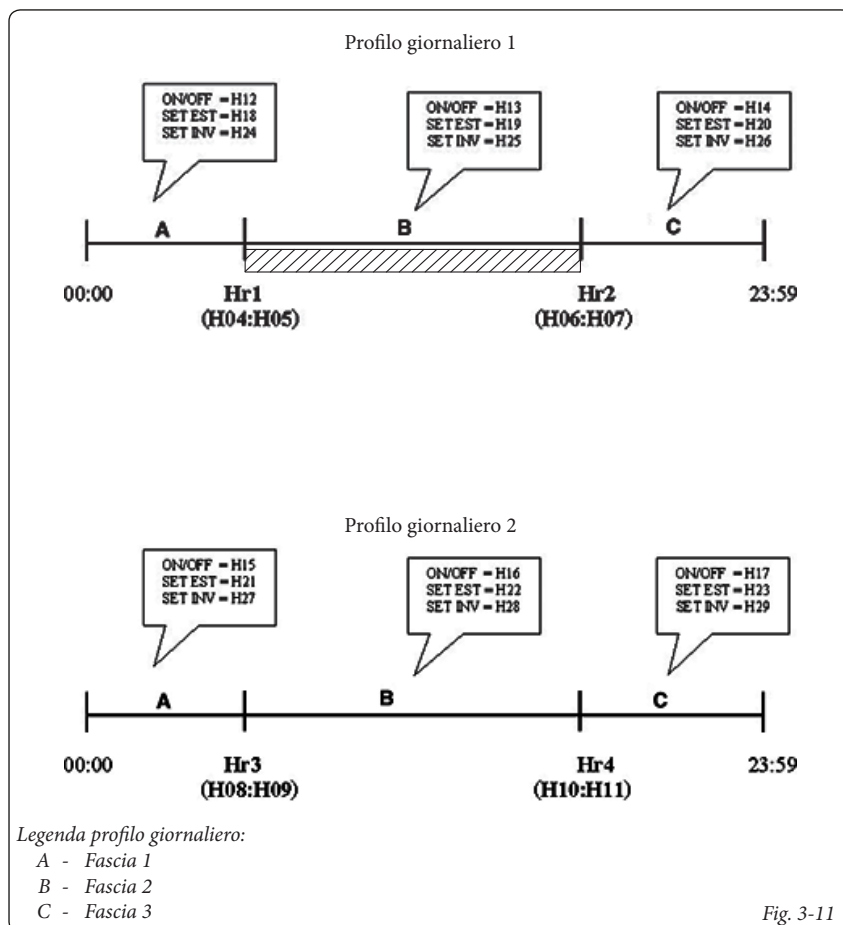 Profilo giornaliero 1
ON/OFF =H12
SET EST =H18
SET INV =H24
ON/OFF =H13
SET EST =H19
SET INV =H25
ON/OFF =H14
SET EST =H20
SET INV =H26
A
B
C
00:00
Hr1
(H04:H05)
Hr2
(H06:H07)
23:59
Profilo giornaliero 2
ON/OFF =H15
SET EST =H21
SET INV =H27
ON/OFF =H16
SET EST =H22
SET INV =H28
ON/OFF =H17
SET EST =H23
SET INV =H29
A
B
C
00:00
Hr3
(H08:H09)
Hr4
(H10:H11)
23:59
Legenda profilo giornaliero:
A - Fascia 1
B - Fascia 2
C - Fascia 3
Fig. 3-11